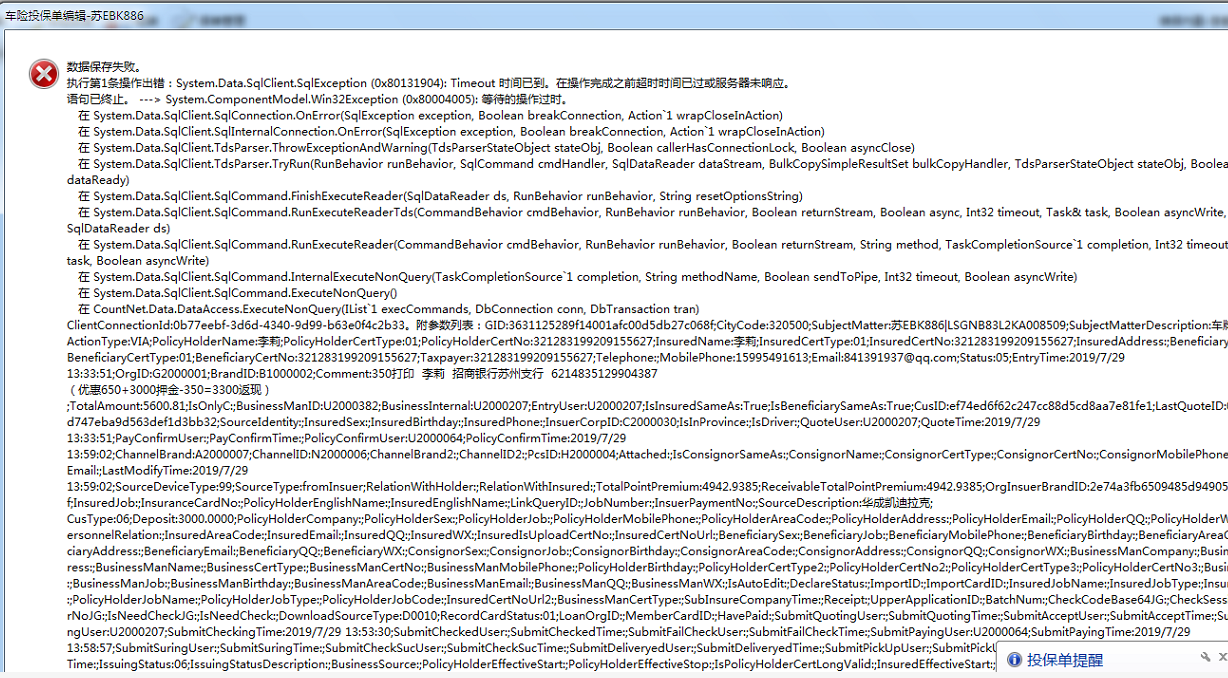 车险投保单编辑-苏EBK886
数据保存失败。
执行第1条操作出错：System.Data.SqlClient.SqlException (0x80131904): Timeout 时间已到。在操作完成之前超时时间已过或服务器未响应。
语句已终止。 ---> System.ComponentModel.Win32Exception (0x80004005): 等待的操作过时。
在 System.Data.SqlClient.SqlConnection.OnError(SqlException exception, Boolean breakConnection, Action`1 wrapCloseInAction)
在 System.Data.SqlClient.SqlInternalConnection.OnError(SqlException exception, Boolean breakConnection, Action`1 wrapCloseInAction)
在 System.Data.SqlClient.TdsParser.ThrowExceptionAndWarning(TdsParserStateObject stateObj, Boolean callerHasConnectionLock, Boolean asyncClose)
在 System.Data.SqlClient.TdsParser.TryRun(RunBehavior runBehavior, SqlCommand cmdHandler, SqlDataReader dataStream, BulkCopySimpleResultSet bulkCopyHandler, TdsParserStateObject stateObj, Boolea
dataReady)
在 System.Data.SqlClient.SqlCommand.FinishExecuteReader(SqlDataReader ds, RunBehavior runBehavior, String resetOptionsString)
在 System.Data.SqlClient.SqlCommand.RunExecuteReaderTds(CommandBehavior cmdBehavior, RunBehavior runBehavior, Boolean returnStream, Boolean async, Int32 timeout, Task& task, Boolean asyncWrite,
SqlDataReader ds)
在 System.Data.SqlClient.SqlCommand.RunExecuteReader(CommandBehavior cmdBehavior, RunBehavior runBehavior, Boolean returnStream, String method, TaskCompletionSource`1 completion, Int32 timeout
task, Boolean asyncWrite)
在 System.Data.SqlClient.SqlCommand.InternalExecuteNonQuery(TaskCompletionSource`1 completion, String methodName, Boolean sendToPipe, Int32 timeout, Boolean asyncWrite)
在 System.Data.SqlClient.SqlCommand.ExecuteNonQuery()
在 CountNet.Data.DataAccess.ExecuteNonQuery(IList`1 execCommands, DbConnection conn, DbTransaction tran)
ClientConnectionId:0b77eebf-3d6d-4340-9d99-b63e0f4c2b33。附参数列表：GID:3631125289f14001afc00d5db27c068f;CityCode:320500;SubjectMatter:苏EBK886|LSGNB83L2KA008509;SubjectMatterDescription:车牌
ActionType:VIA;PolicyHolderName:李莉;PolicyHolderCertType:01;PolicyHolderCertNo:321283199209155627;InsuredName:李莉;InsuredCertType:01;InsuredCertNo:321283199209155627;InsuredAddress:;Beneficiary
BeneficiaryCertType:01;BeneficiaryCertNo:321283199209155627;Taxpayer:321283199209155627;Telephone:;MobilePhone:15995491613;Email:841391937@qq.com;Status:05;EntryTime:2019/7/29
13:33:51;OrgID:G2000001;BrandID:B1000002;Comment:350打印 李莉 招商银行苏州支行 6214835129904387
（优惠650+3000押金-350=3300返现）
;TotalAmount:5600.81;IsOnlyC:;BusinessManID:U2000382;BusinessInternal:U2000207;EntryUser:U2000207;IsInsuredSameAs:True;IsBeneficiarySameAs:True;CusID:ef74ed6f62c247cc88d5cd8aa7e81fe1;LastQuoteID:
d747eba9d563def1d3bb32;SourceIdentity:;InsuredSex:;InsuredBirthday:;InsuredPhone:;InsuerCorpID:C2000030;IsInProvince:;IsDriver:;QuoteUser:U2000207;QuoteTime:2019/7/29
13:33:51;PayConfirmUser:;PayConfirmTime:;PolicyConfirmUser:U2000064;PolicyConfirmTime:2019/7/29
13:59:02;ChannelBrand:A2000007;ChannelID:N2000006;ChannelBrand2:;ChannelID2:;PcsID:H2000004;Attached:;IsConsignorSameAs:;ConsignorName:;ConsignorCertType:;ConsignorCertNo:;ConsignorMobilePhone
Email:;LastModifyTime:2019/7/29
13:59:02;SourceDeviceType:99;SourceType:fromInsuer;RelationWithHolder:;RelationWithInsured:;TotalPointPremium:4942.9385;ReceivableTotalPointPremium:4942.9385;OrgInsuerBrandID:2e74a3fb6509485d94905
f;InsuredJob:;InsuranceCardNo:;PolicyHolderEnglishName:;InsuredEnglishName:;LinkQueryID:;JobNumber:;InsuerPaymentNo:;SourceDescription:华成凯迪拉克;
CusType:06;Deposit:3000.0000;PolicyHolderCompany:;PolicyHolderSex:;PolicyHolderJob:;PolicyHolderMobilePhone:;PolicyHolderAreaCode:;PolicyHolderAddress:;PolicyHolderEmail:;PolicyHolderQQ:;PolicyHolderW
ersonnelRelation:;InsuredAreaCode:;InsuredEmail:;InsuredQQ:;InsuredWX:;InsuredIsUploadCertNo:;InsuredCertNoUrl:;BeneficiarySex:;BeneficiaryJob:;BeneficiaryMobilePhone:;BeneficiaryBirthday:;BeneficiaryAreaC
ciaryAddress:;BeneficiaryEmail:;BeneficiaryQQ:;BeneficiaryWX:;ConsignorSex:;ConsignorJob:;ConsignorBirthday:;ConsignorAreaCode:;ConsignorAddress:;ConsignorQQ:;ConsignorWX:;BusinessManCompany:;Busin
ress:;BusinessManName:;BusinessCertType:;BusinessManCertNo:;BusinessManMobilePhone:;PolicyHolderBirthday:;PolicyHolderCertType2:;PolicyHolderCertNo2:;PolicyHolderCertType3:;PolicyHolderCertNo3:;Busin
:;BusinessManJob:;BusinessManBirthday:;BusinessManAreaCode:;BusinessManEmail:;BusinessManQQ:;BusinessManWX:;IsAutoEdit:;DeclareStatus:;ImportID:;ImportCardID:;InsuredJobName:;InsuredJobType:;Insur
:;PolicyHolderJobName:;PolicyHolderJobType:;PolicyHolderJobCode:;InsuredCertNoUrl2:;BusinessManCertType:;SubInsureCompanyTime:;Receipt:;UpperApplicationID:;BatchNum:;CheckCodeBase64JG:;CheckSess
rNoJG:;IsNeedCheckJG:;IsNeedCheck:;DownloadSourceType:D0010;RecordCardStatus:01;LoanOrgID:;MemberCardID:;HavePaid:;SubmitQuotingUser:;SubmitQuotingTime:;SubmitAcceptUser:;SubmitAcceptTime:;Su
ngUser:U2000207;SubmitCheckingTime:2019/7/29 13:53:30;SubmitCheckedUser:;SubmitCheckedTime:;SubmitFailCheckUser:;SubmitFailCheckTime:;SubmitPayingUser:U2000064;SubmitPayingTime:2019/7/29
13:58:57;SubmitSuringUser:;SubmitSuringTime:;SubmitCheckSucUser:;SubmitCheckSucTime:;SubmitDeliveryedUser:;SubmitDeliveryedTime:;SubmitPickUpUser:;SubmitPickU
Time:;IssuingStatus:06;IssuingStatusDescription:;BusinessSource:;PolicyHolderEffectiveStart:;PolicyHolderEffectiveStop:;IsPolicyHolderCertLongValid:;InsuredEffectiveStart:;
投保单提醒